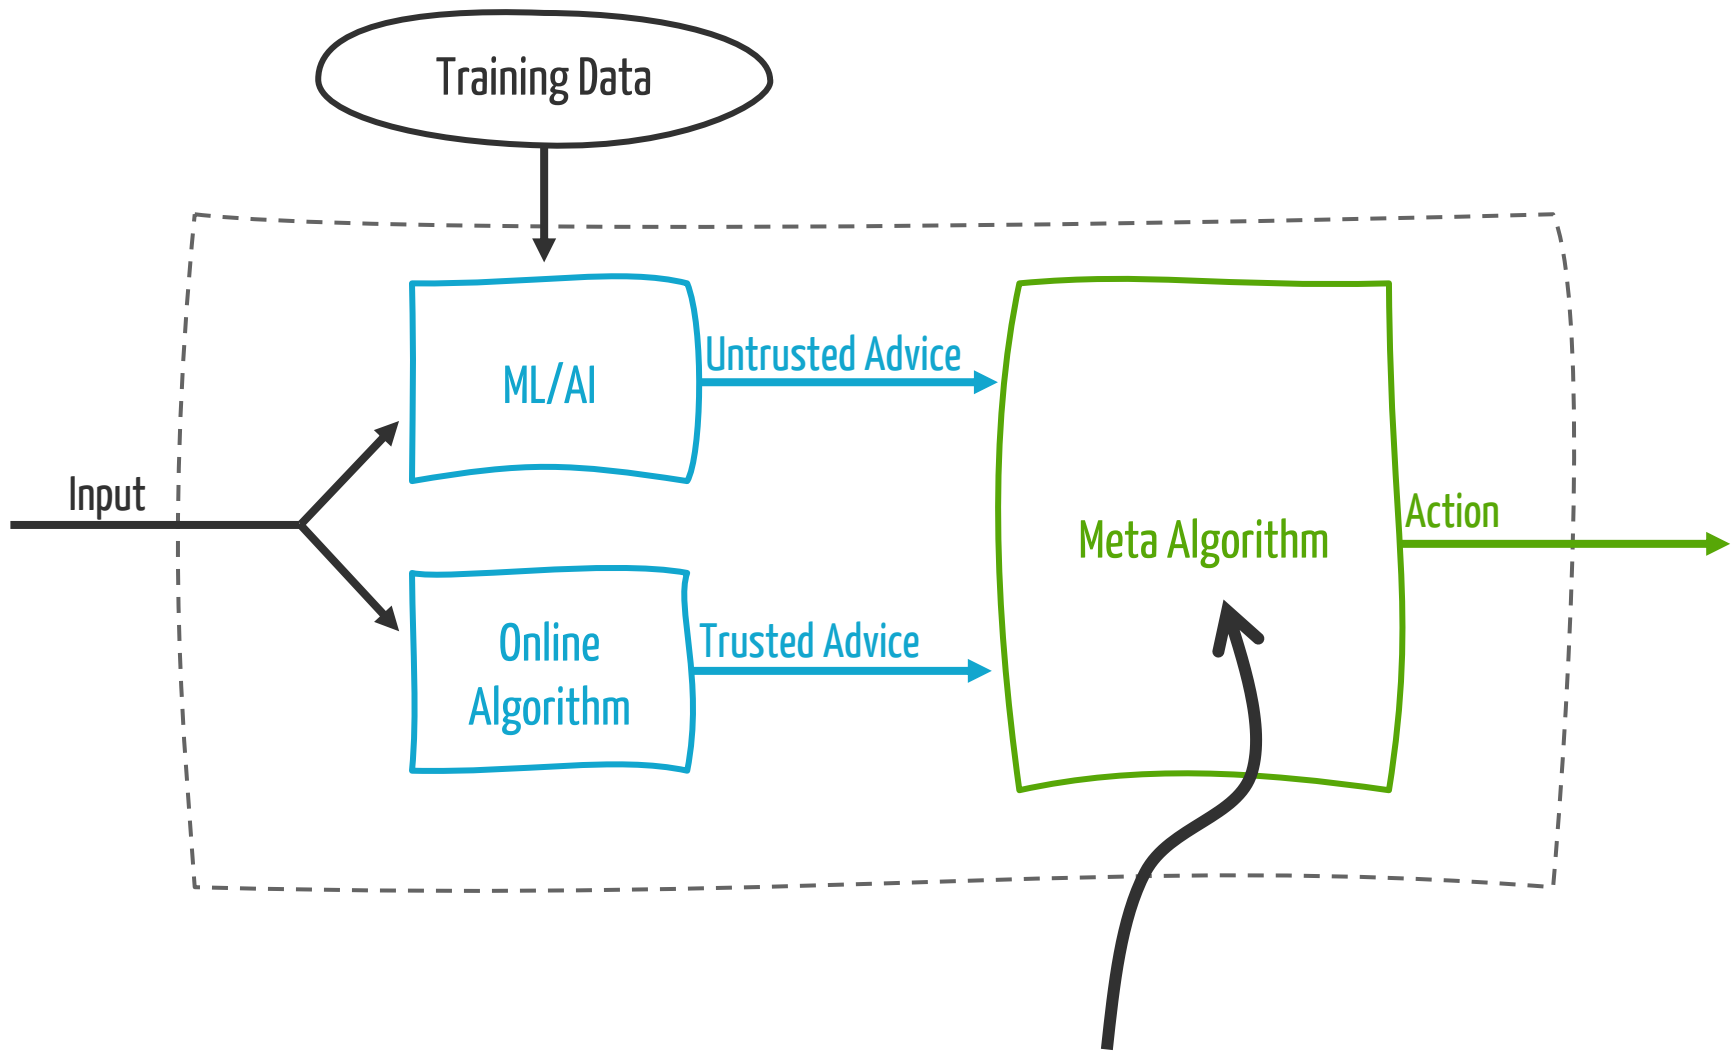 Training Data
Untrusted Advice
ML/AI
Input
Action
Meta Algorithm
Online
Algorithm
Trusted Advice